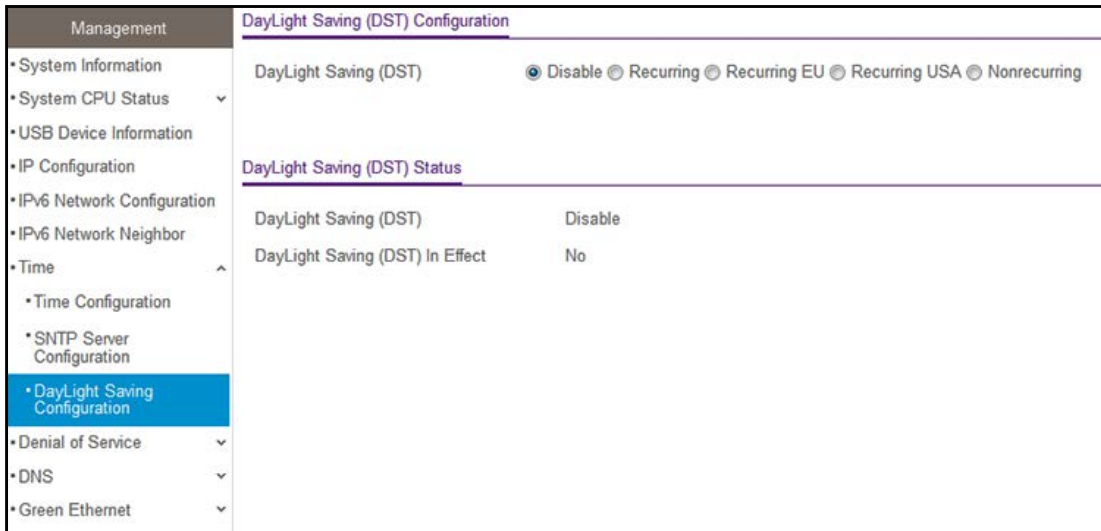 Management
System Information
System CPU Status
USB Device Information
IP Configuration
IPv6 Network Configuration
IPv6 Network Neighbor
Time
Time Configuration
SNTP Server
Configuration
DayLight Saving
Configuration
Denial of Service
DNS
Green Ethernet
DayLight Saving (DST) Configuration
DayLight Saving (DST) Disable Recurring Recurring EU Recurring USA Nonrecurring
DayLight Saving (DST) Status
DayLight Saving (DST) Disable
DayLight Saving (DST) In Effect No